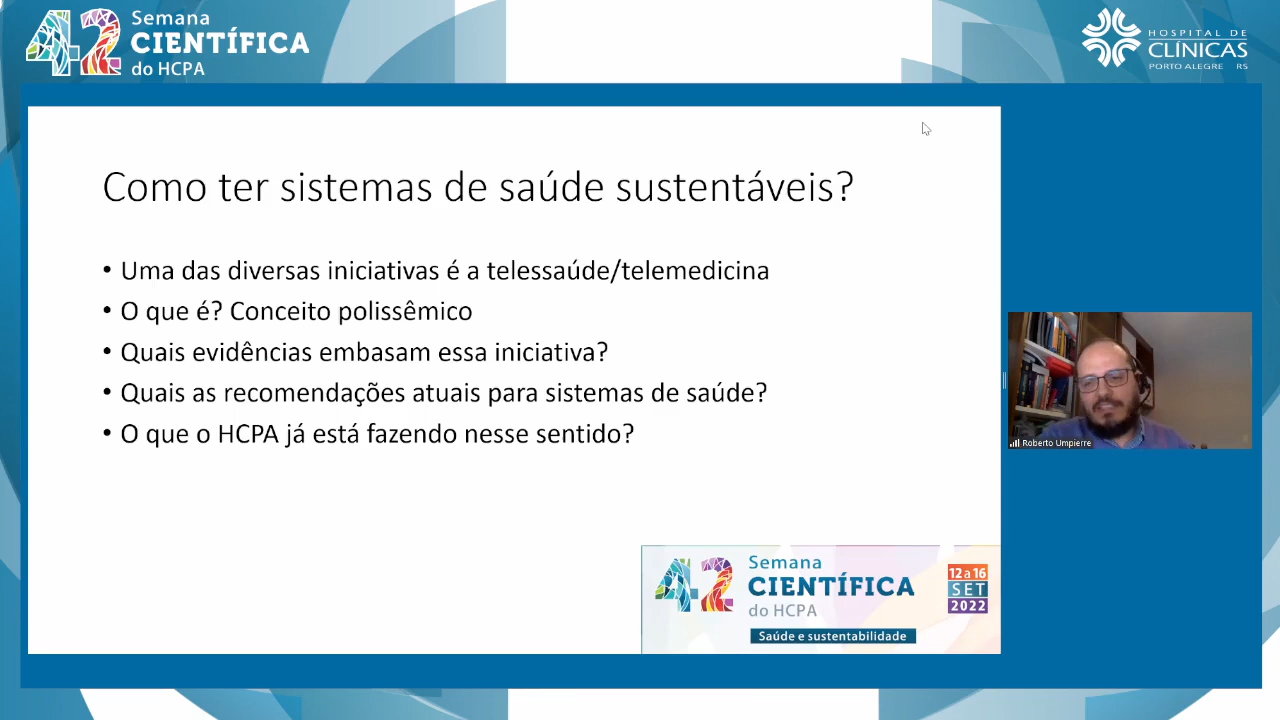 42 Semana
CIENTÍFICA
do HCPA
HOSPITAL DE
CLÍNICAS
PORTO ALEGRE RS
Como ter sistemas de saúde sustentáveis?
• Uma das diversas iniciativas é a telessaúde/telemedicina
• O que é? Conceito polissêmico
• Quais evidências embasam essa iniciativa?
• Quais as recomendações atuais para sistemas de saúde?
• O que o HCPA já está fazendo nesse sentido?
Roberto Umpierre
42 Semana
CIENTÍFICA
do HCPA
Saúde e sustentabilidade
12 a 16
SET
2022